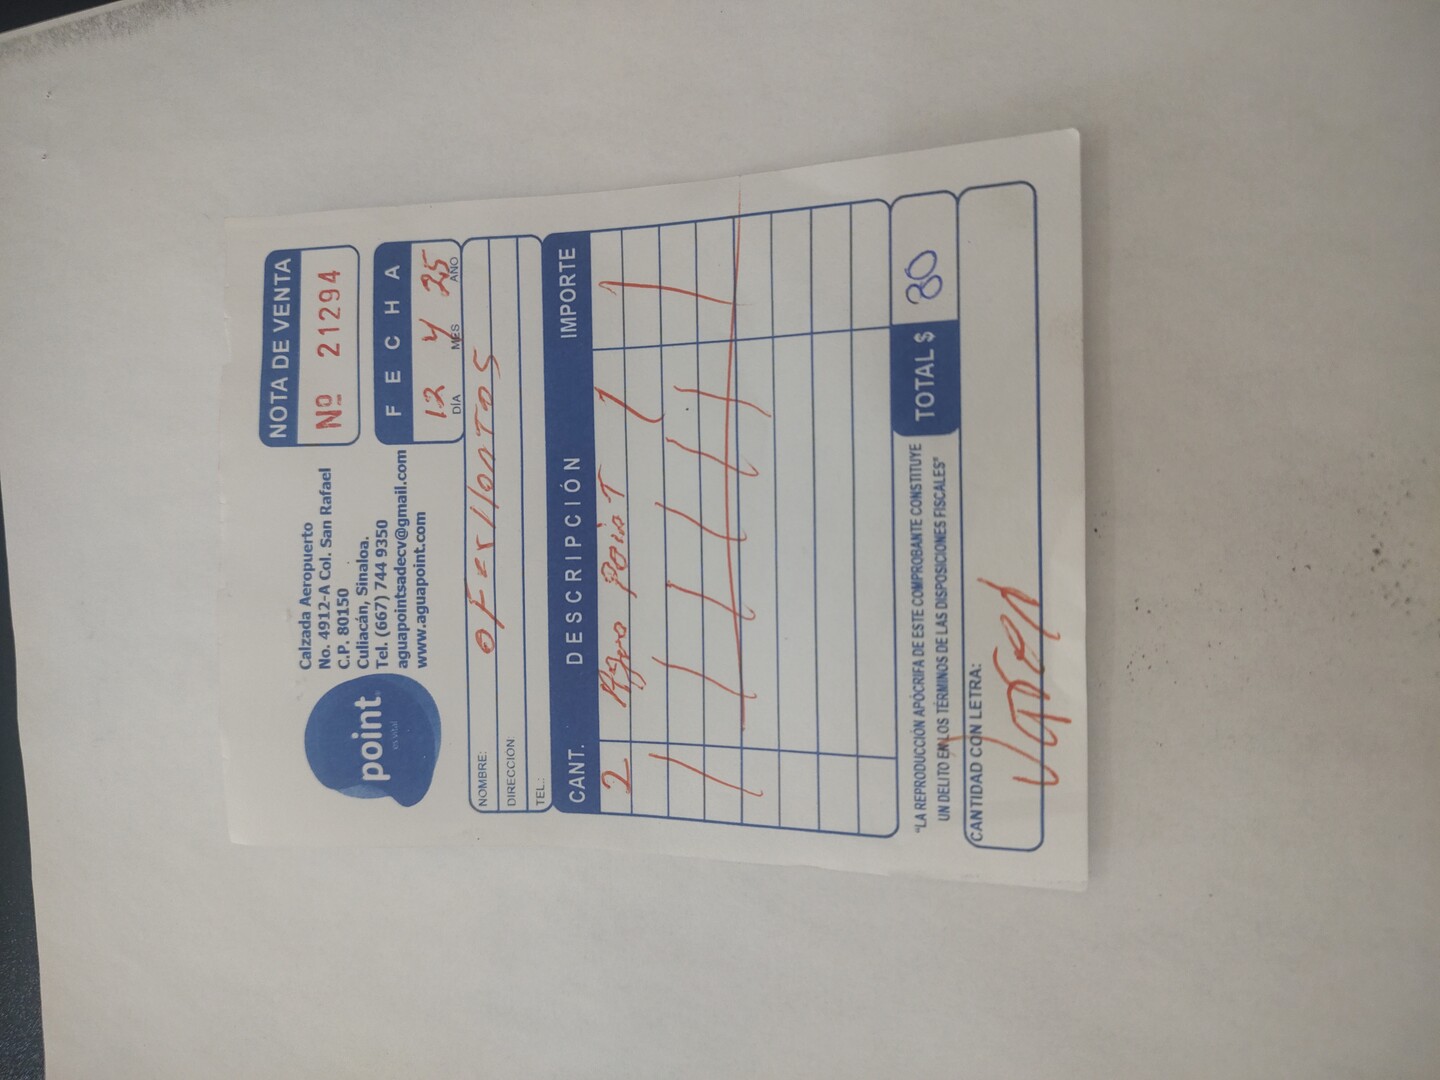 point
es vital
Calzada Aeropuerto
No. 4912-A Col. San Rafael
C.P. 80150
Culiacán, Sinaloa.
Tel. (667) 744 9350
aguapointsadecv@gmail.com
www.aguapoint.com
NOTA DE VENTA
Nº 21294
FECHA
12 4 25
DÍA MES AÑO
NOMBRE:
DIRECCION:
TEL.:
CANT. DESCRIPCIÓN IMPORTE
2 Agua Point
"LA REPRODUCCIÓN APÓCRIFA DE ESTE COMPROBANTE CONSTITUYE
UN DELITO EN LOS TÉRMINOS DE LAS DISPOSICIONES FISCALES"
TOTAL $ 80
CANTIDAD CON LETRA: